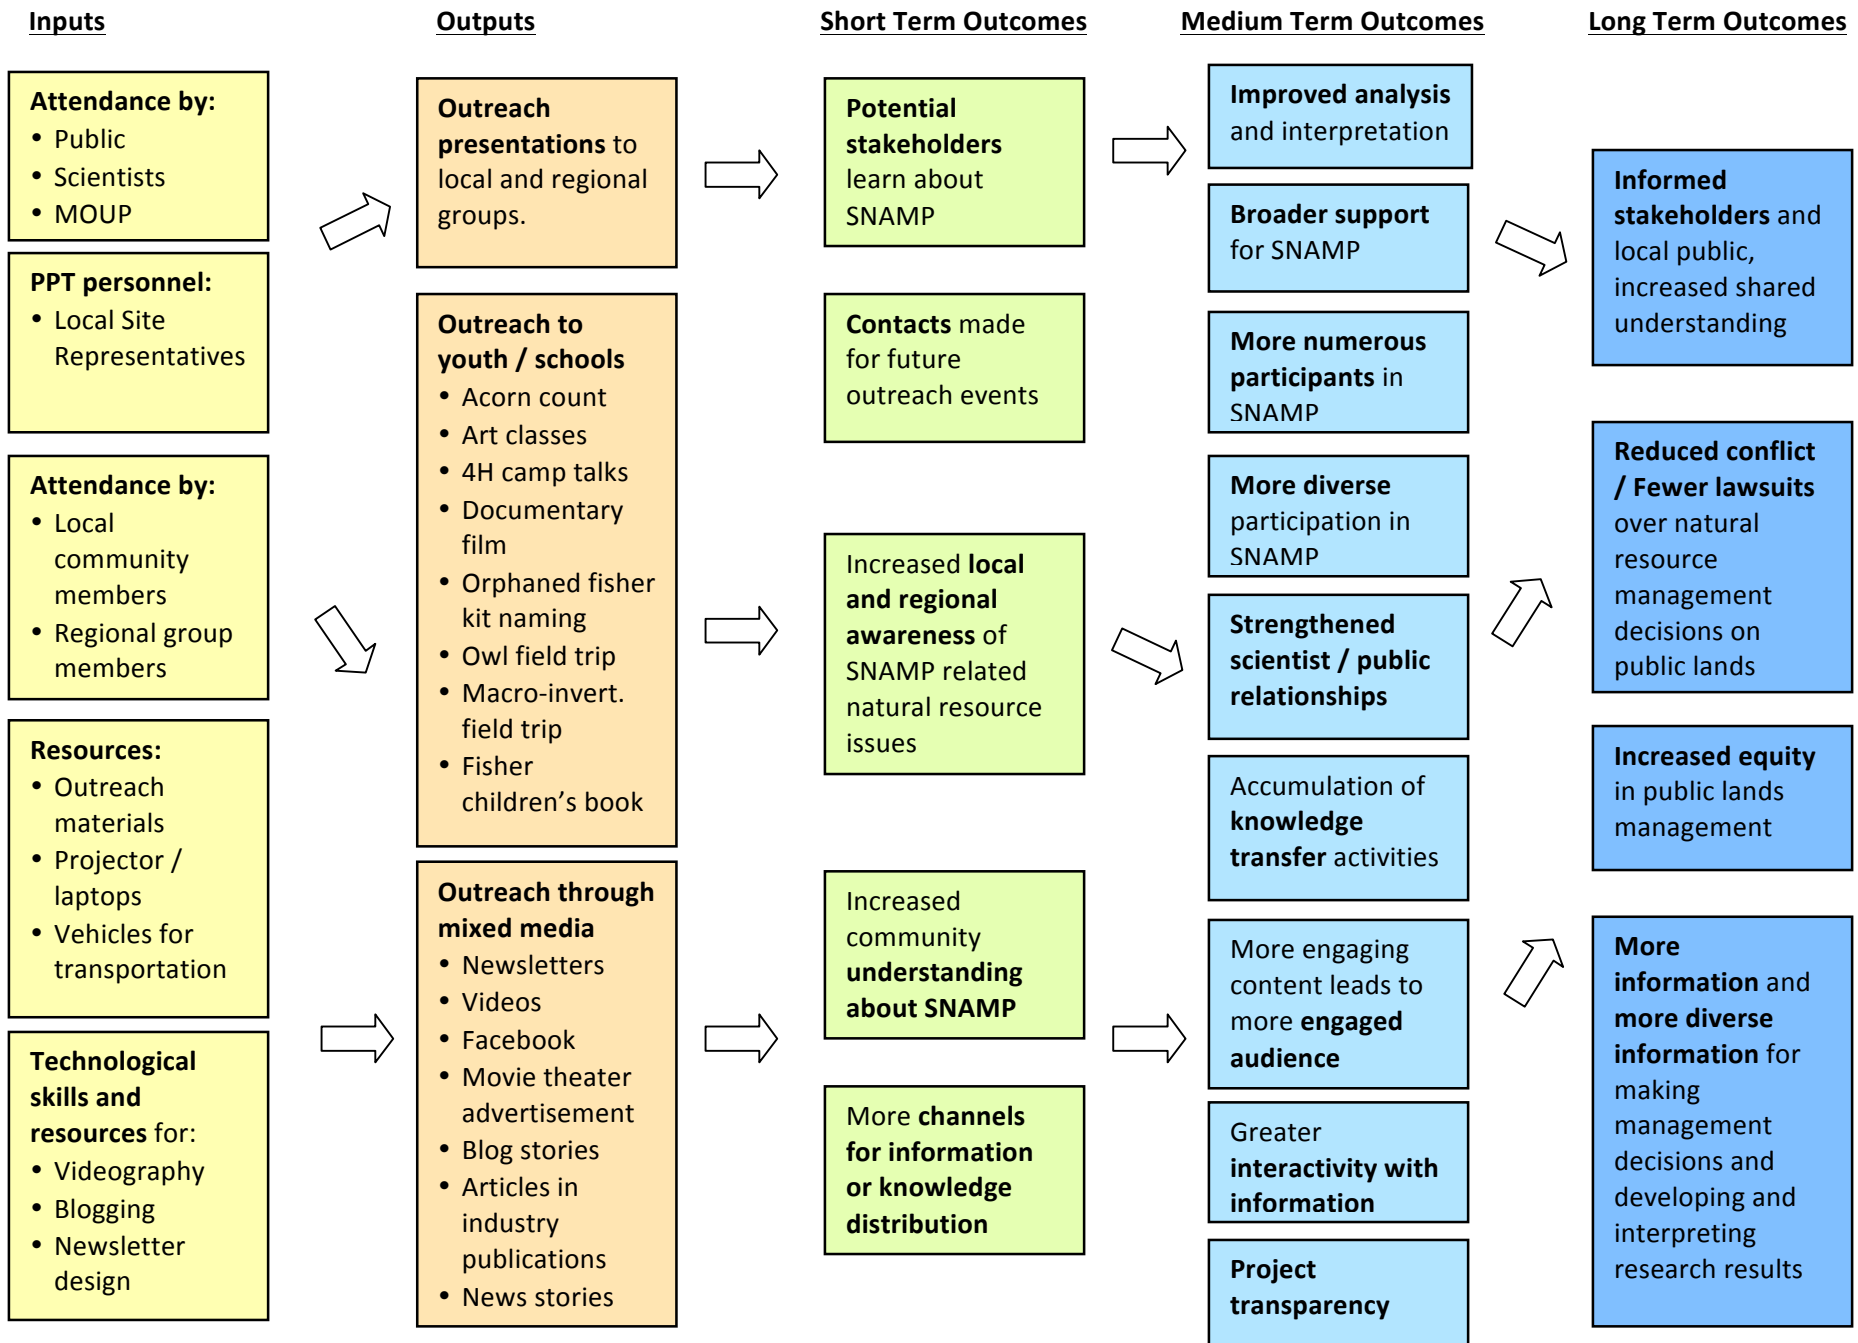 Inputs
Attendance by:
• Public
• Scientists
• MOUP
PPT personnel:
• Local Site
Representatives
Attendance by:
• Local
community
members
• Regional group
members
Resources:
• Outreach
materials
• Projector /
laptops
• Vehicles for
transportation
Technological
skills and
resources for:
• Videography
• Blogging
• Newsletter
design
Outputs
Outreach
presentations to
local and regional
groups.
Outreach to
youth / schools
• Acorn count
• Art classes
• 4H camp talks
• Documentary
film
• Orphaned fisher
kit naming
• Owl field trip
• Macro-invert.
field trip
• Fisher
children’s book
Outreach through
mixed media
• Newsletters
• Videos
• Facebook
• Movie theater
advertisement
• Blog stories
• Articles in
industry
publications
• News stories
Short Term Outcomes
Potential
stakeholders
learn about
SNAMP
Contacts made
for future
outreach events
Increased local
and regional
awareness of
SNAMP related
natural resource
issues
Increased
community
understanding
about SNAMP
More channels
for information
or knowledge
distribution
Medium Term Outcomes
Improved analysis
and interpretation
Broader support
for SNAMP
More numerous
participants in
SNAMP
More diverse
participation in
SNAMP
Strengthened
scientist / public
relationships
Accumulation of
knowledge
transfer activities
More engaging
content leads to
more engaged
audience
Greater
interactivity with
information
Project
transparency
Long Term Outcomes
Informed
stakeholders and
local public,
increased shared
understanding
Reduced conflict
/ Fewer lawsuits
over natural
resource
management
decisions on
public lands
Increased equity
in public lands
management
More
information and
more diverse
information for
making
management
decisions and
developing and
interpreting
research results